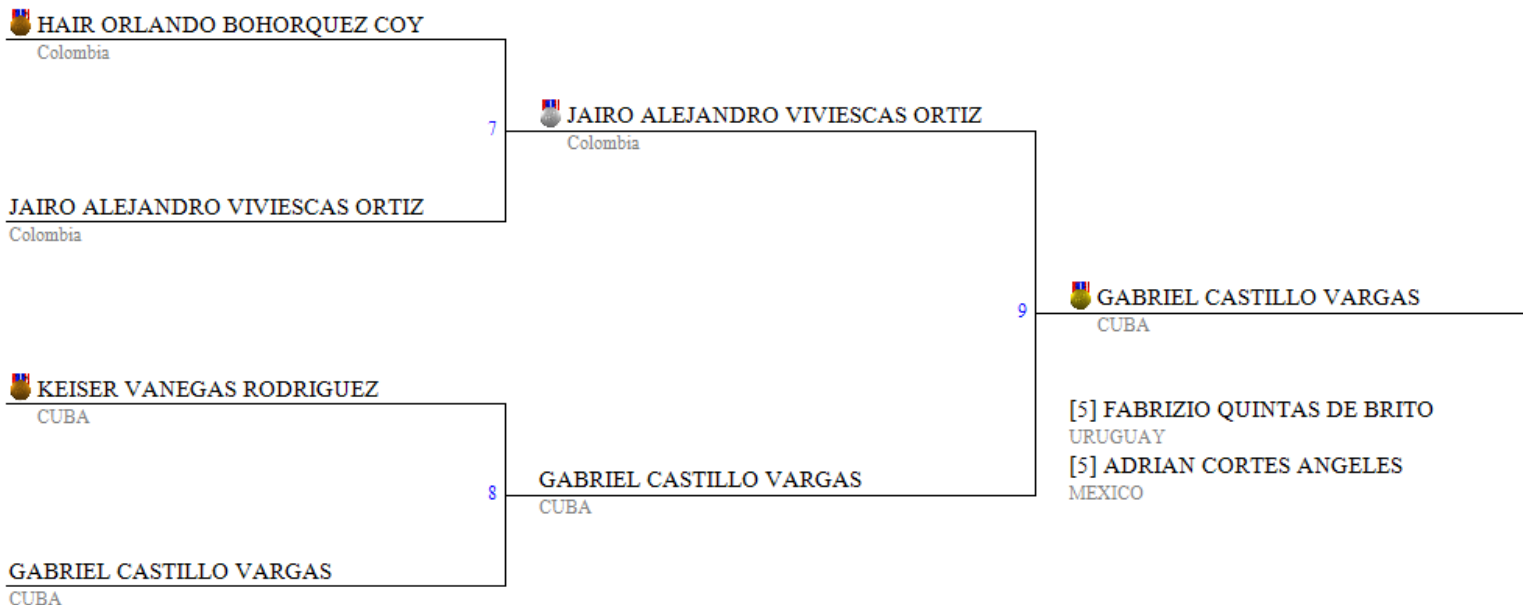 HAIR ORLANDO BOHORQUEZ COY
Colombia
7
JAIRO ALEJANDRO VIVIESCAS ORTIZ
Colombia
JAIRO ALEJANDRO VIVIESCAS ORTIZ
Colombia
9
GABRIEL CASTILLO VARGAS
CUBA
KEISER VANEGAS RODRIGUEZ
CUBA
[5] FABRIZIO QUINTAS DE BRITO
URUGUAY
[5] ADRIAN CORTES ANGELES
MEXICO
8
GABRIEL CASTILLO VARGAS
CUBA
GABRIEL CASTILLO VARGAS
CUBA